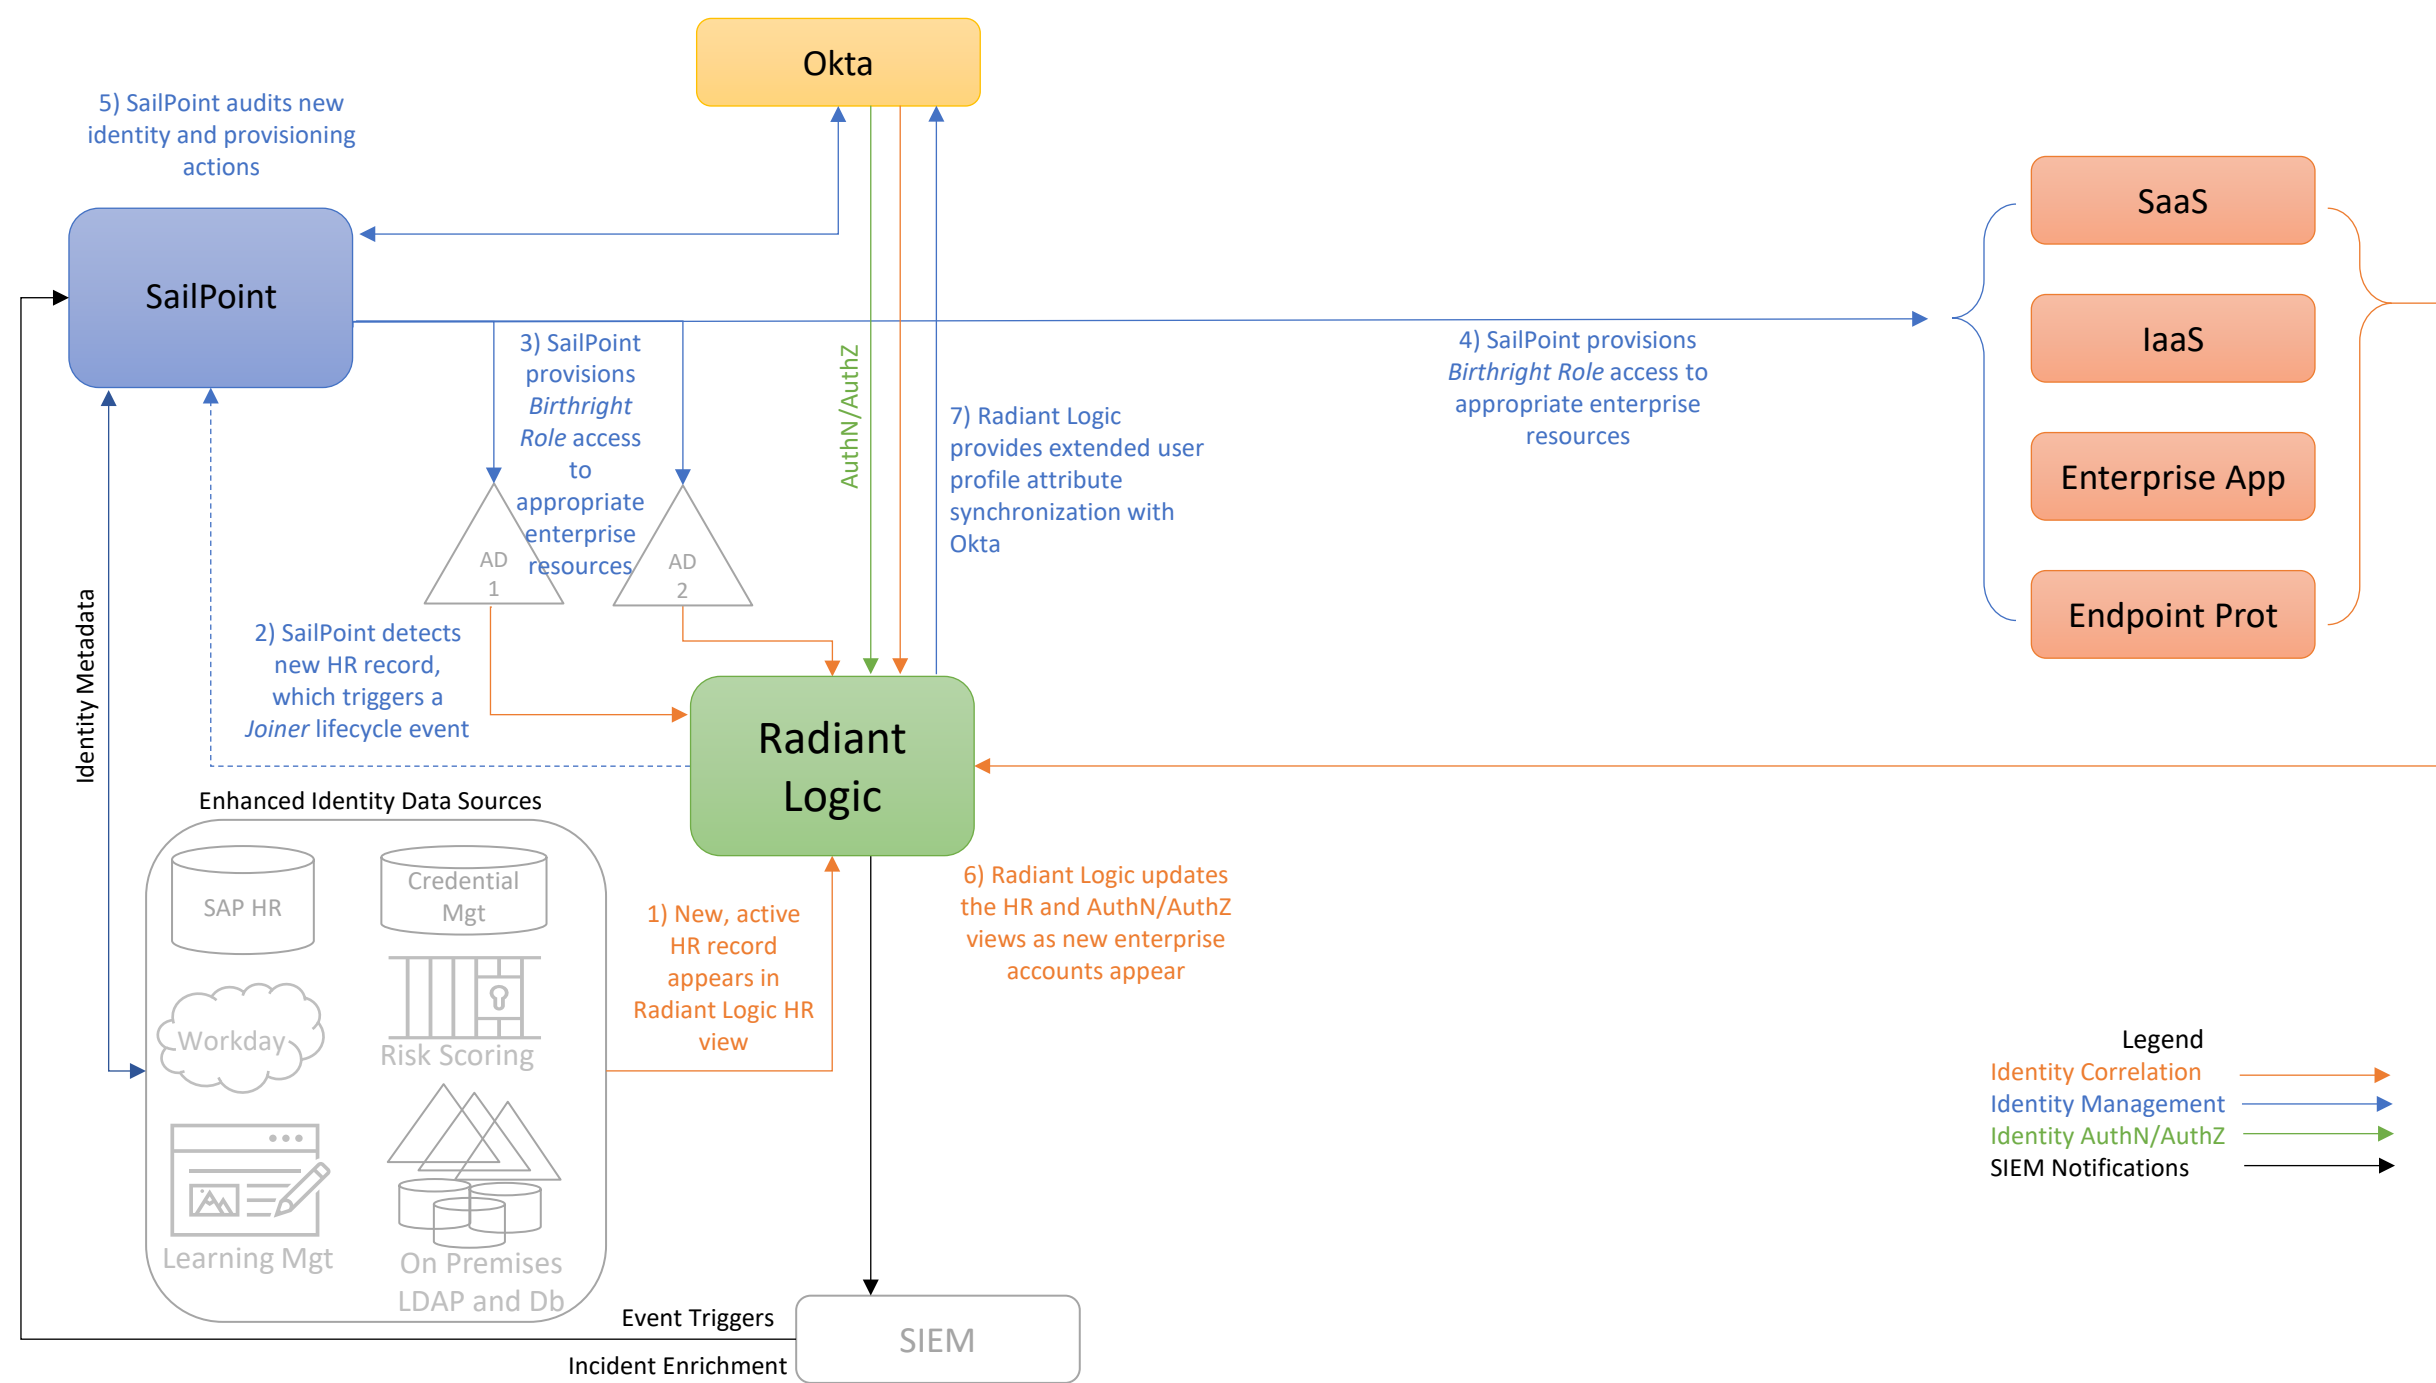 Okta
5) SailPoint audits new
identity and provisioning
actions
SailPoint
SaaS
IaaS
Enterprise App
Endpoint Prot
3) SailPoint
provisions
Birthright
Role access
to
appropriate
enterprise
resources
4) SailPoint provisions
Birthright Role access to
appropriate enterprise
resources
AuthN/AuthZ
7) Radiant Logic
provides extended user
profile attribute
synchronization with
Okta
AD
1
AD
2
Identity Metadata
2) SailPoint detects
new HR record,
which triggers a
Joiner lifecycle event
Radiant
Logic
Enhanced Identity Data Sources
SAP HR
Credential
Mgt
Workday
Risk Scoring
Learning Mgt
On Premises
LDAP and Db
1) New, active
HR record
appears in
Radiant Logic HR
view
6) Radiant Logic updates
the HR and AuthN/AuthZ
views as new enterprise
accounts appear
Legend
Identity Correlation
Identity Management
Identity AuthN/AuthZ
SIEM Notifications
Event Triggers
Incident Enrichment
SIEM